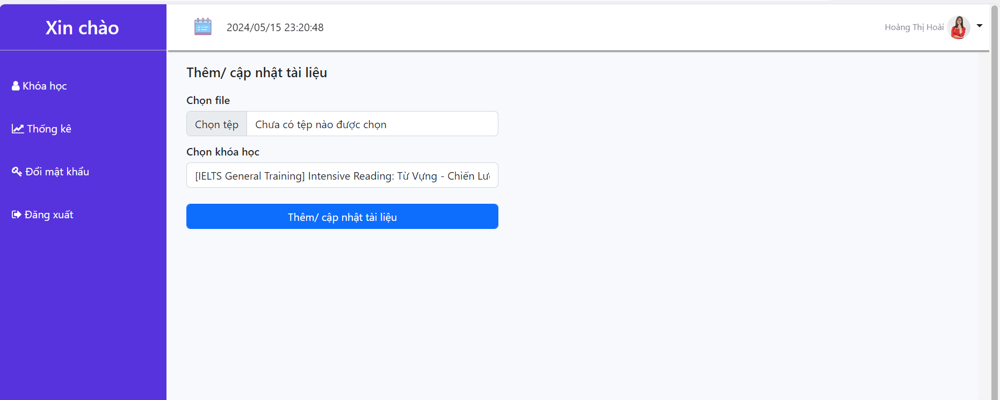 Xin chào
2024/05/15 23:20:48
Hoàng Thị Hoài
Khóa học
Thống kê
Đổi mật khẩu
Đăng xuất
Thêm/ cập nhật tài liệu
Chọn file
Chọn tệp
Chưa có tệp nào được chọn
Chọn khóa học
[IELTS General Training] Intensive Reading: Từ Vựng - Chiến
Thêm/ cập nhật tài liệu